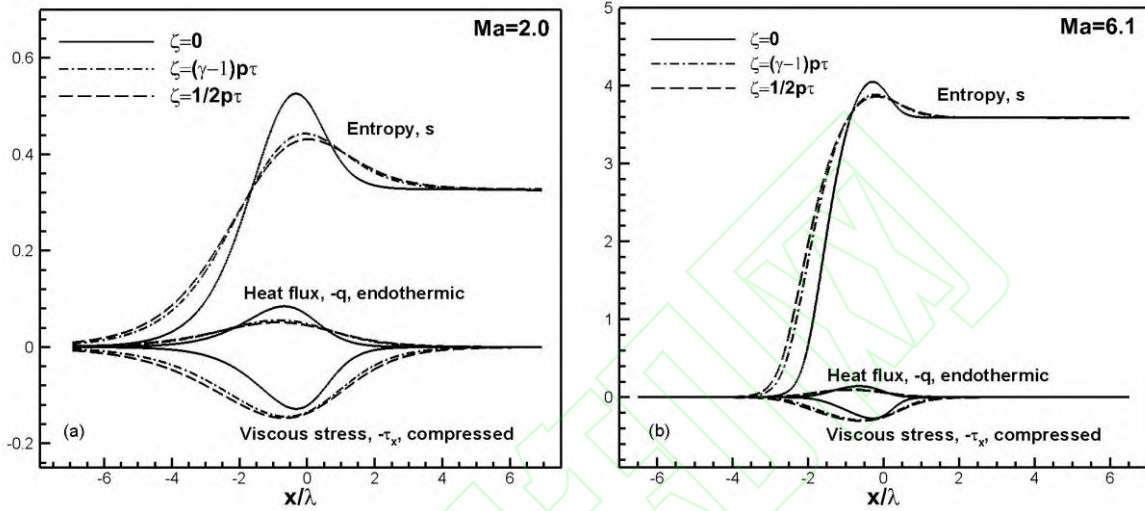 Ma=2.0
ζ=0
ζ=(γ-1)pτ
ζ=1/2pτ
Entropy, s
Heat flux, -q, endothermic
Viscous stress, -τx, compressed
(a)
0.6
0.4
0.2
0
-0.2
-6 -4 -2 0 2 4 6
x/λ
Ma=6.1
ζ=0
ζ=(γ-1)pτ
ζ=1/2pτ
Entropy, s
Heat flux, -q, endothermic
Viscous stress, -τx, compressed
(b)
5
4
3
2
1
0
-6 -4 -2 0 2 4 6
x/λ